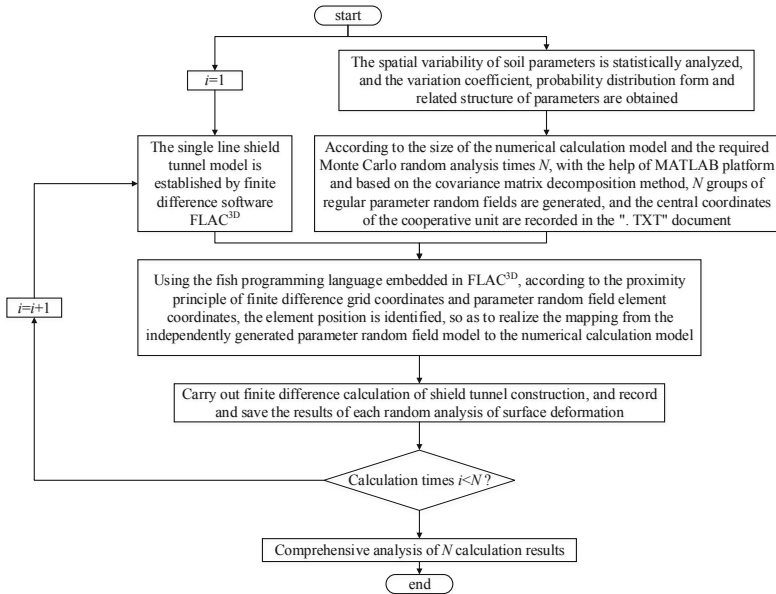 start
i=1
The spatial variability of soil parameters is statistically analyzed,
and the variation coefficient, probability distribution form and
related structure of parameters are obtained
The single line shield
tunnel model is
established by finite
difference software
FLAC3D
According to the size of the numerical calculation model and the required
Monte Carlo random analysis times N, with the help of MATLAB platform
and based on the covariance matrix decomposition method, N groups of
regular parameter random fields are generated, and the central coordinates
of the cooperative unit are recorded in the ". TXT" document
i=i+1
Using the fish programming language embedded in FLAC3D, according to the proximity
principle of finite difference grid coordinates and parameter random field element
coordinates, the element position is identified, so as to realize the mapping from the
independently generated parameter random field model to the numerical calculation model
Carry out finite difference calculation of shield tunnel construction, and record
and save the results of each random analysis of surface deformation
Calculation times i<N ?
Comprehensive analysis of N calculation results
end